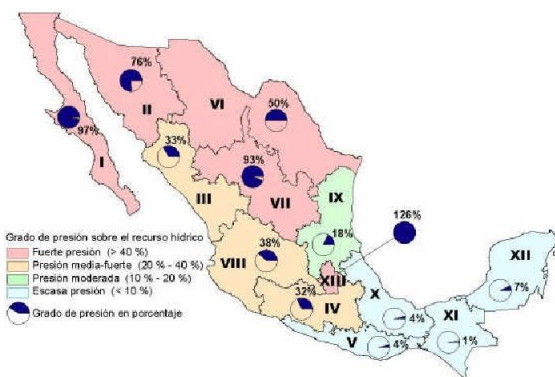 76%
VI
50%
II
97%
33%
93%
I
IX
III
VII
126%
18%
XII
38%
VIII
XIII
X
7%
32%
IV
4%
XI
V
4%
1%
Grado de presión sobre el recurso hídrico
Fuerte presión (> 40 %)
Presión media-fuerte (20 % - 40 %)
Presión moderada (10 % - 20 %)
Escasa presión (< 10 %)
Grado de presión en porcentaje